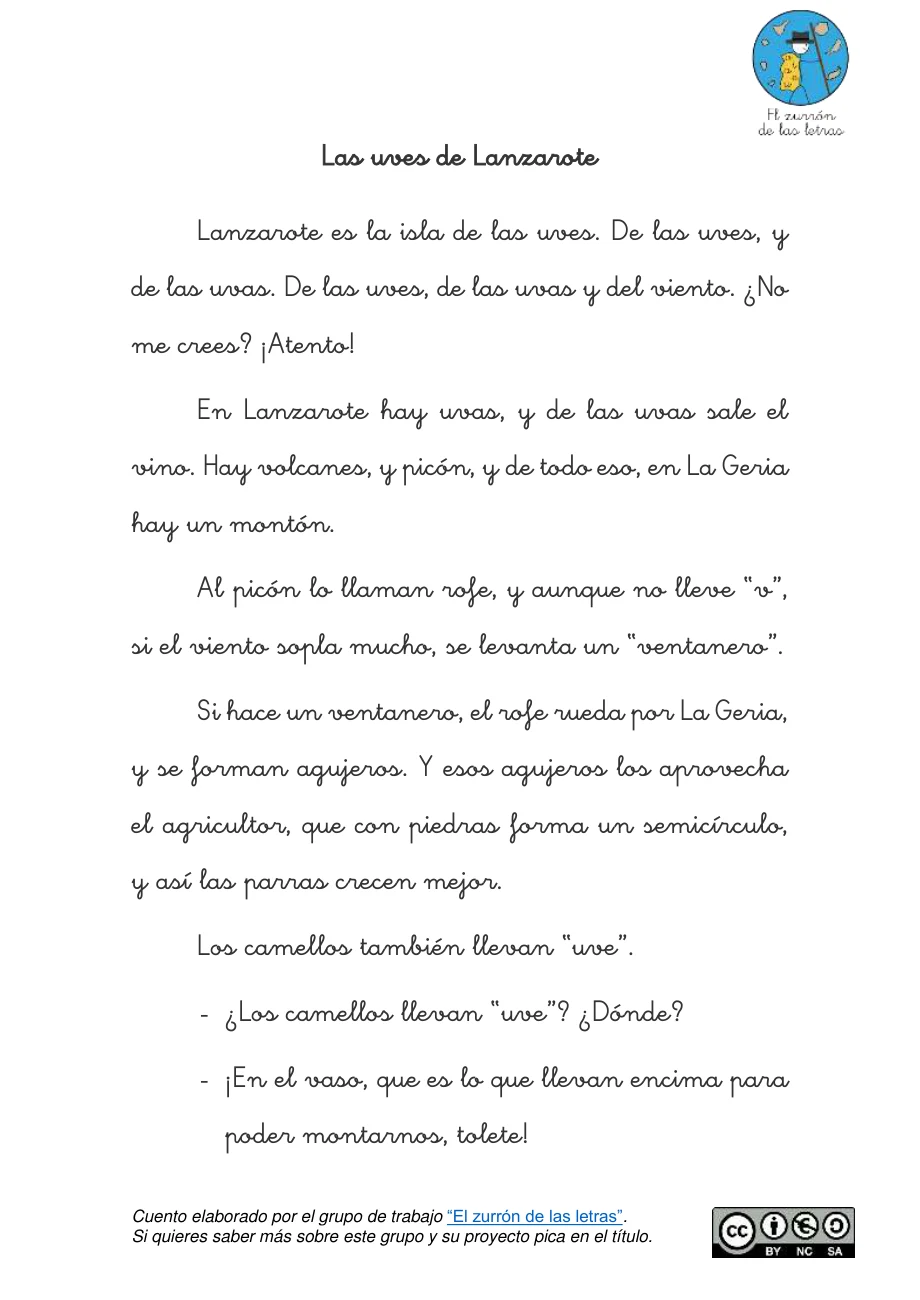 El zurrón
de las letras
Las uves de Lanzarote
Lanzarote es la isla de las uves. De las uves, y
de las uvas. De las uves, de las uvas y del viento. ¿No
me crees? ¡Atento!
En Lanzarote hay uvas, y de las uvas sale el
vino. Hay volcanes, y picón, y de todo eso, en La Geria
hay un montón.
Al picón lo llaman rofe, y aunque no lleve “v”,
si el viento sopla mucho, se levanta un “ventanero”.
Si hace un ventanero, el rofe rueda por La Geria,
y se forman agujeros. Y esos agujeros los aprovecha
el agricultor, que con piedras forma un semicírculo,
y así las parras crecen mejor.
Los camellos también llevan “uve”.
- ¿Los camellos llevan “uve”? ¿Dónde?
- ¡En el vaso, que es lo que llevan encima para
poder montarnos, tolete!
Cuento elaborado por el grupo de trabajo “El zurrón de las letras”.
Si quieres saber más sobre este grupo y su proyecto pica en el título.
cc
BY NC SA